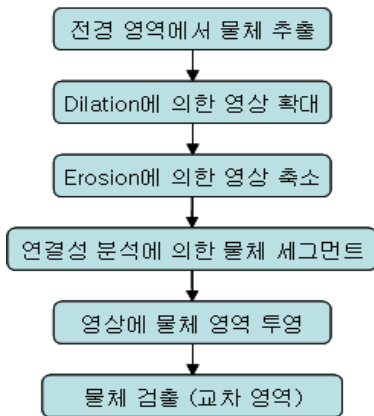 전경 영역에서 물체 추출
Dilation에 의한 영상 확대
Erosion에 의한 영상 축소
연결성 분석에 의한 물체 세그먼트
영상에 물체 영역 투영
물체 검출 (교차 영역)